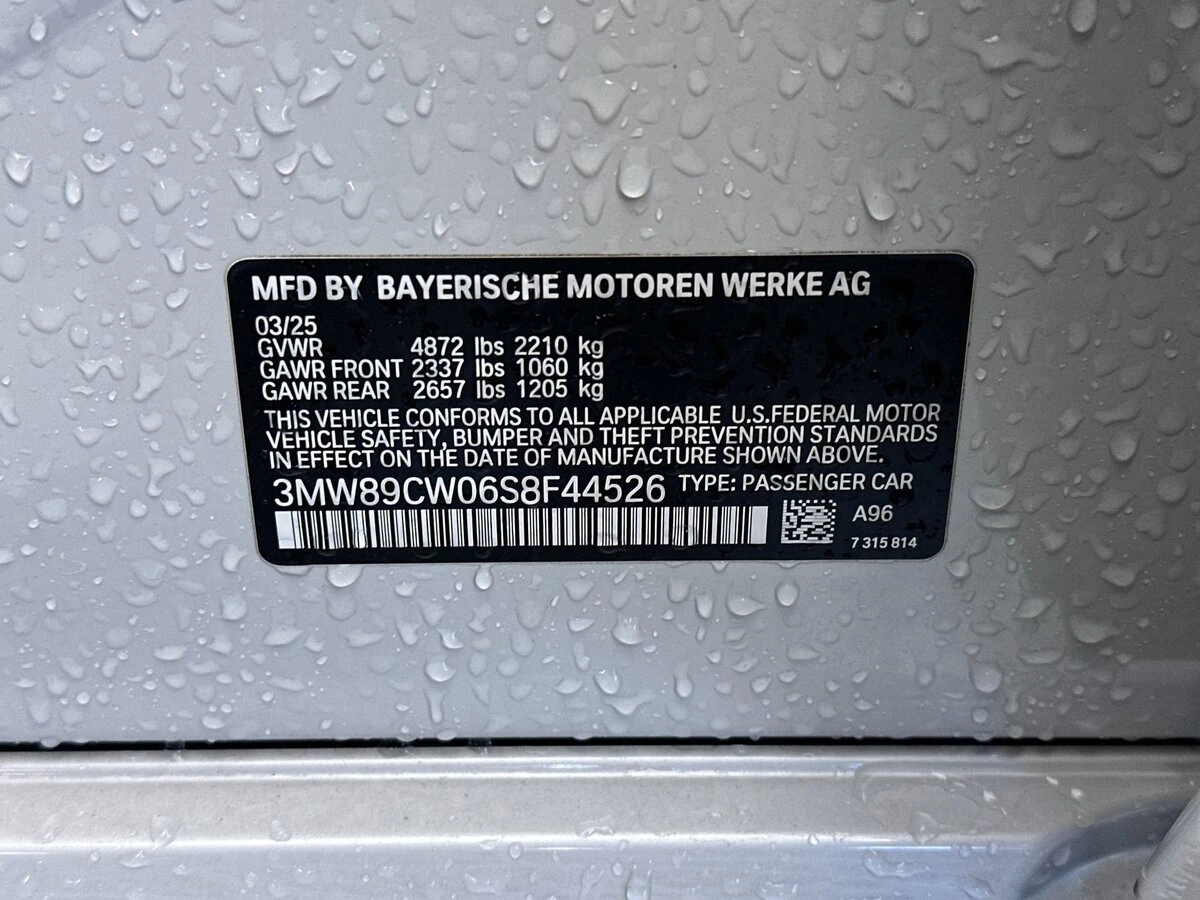 MFD BY BAYERISCHE MOTOREN WERKE AG
03/25
GVWR 4872 lbs 2210 kg
GAWR FRONT 2337 lbs 1060 kg
GAWR REAR 2657 lbs 1205 kg
THIS VEHICLE CONFORMS TO ALL APPLICABLE U.S.FEDERAL MOTOR
VEHICLE SAFETY, BUMPER AND THEFT PREVENTION STANDARDS
IN EFFECT ON THE DATE OF MANUFACTURE SHOWN ABOVE.
3MW89CW06S8F44526 TYPE: PASSENGER CAR
A96
7 315 814